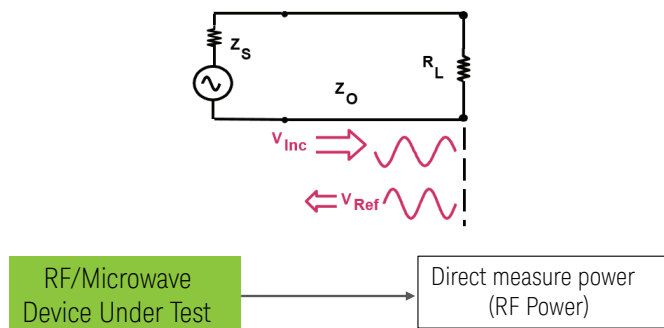 Z_S
R_L
Z_O
V_Inc
V_Ref
RF/Microwave
Device Under Test
Direct measure power
(RF Power)